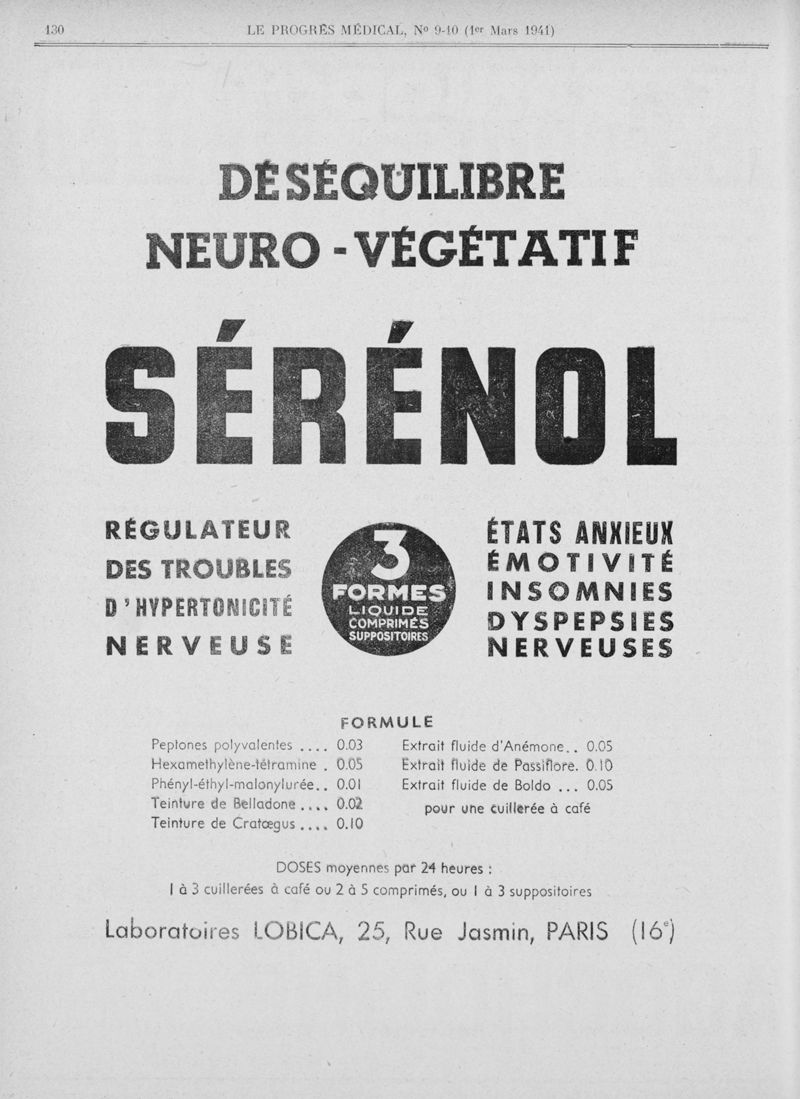 130
LE PROGRÈS MÉDICAL, Nº 9-10 (1er Mars 1941)
DÉSÉQUILIBRE
NEURO-VÉGÉTATIF
SÉRÉNOL
RÉGULATEUR
DES TROUBLES
D'HYPERTONICITÉ
NERVEUSE
3
FORMES
LIQUIDE
COMPRIMÉS
SUPPOSITOIRES
ÉTATS ANXIEUX
ÉMOTIVITÉ
INSOMNIES
DYSPEPSIES
NERVEUSES
FORMULE
Peptones polyvalentes .... 0.03
Hexamethylène-tétramine . 0.05
Phényl-éthyl-malonylurée.. 0.01
Teinture de Belladone .... 0.02
Teinture de Cratœgus .... 0.10
Extrait fluide d'Anémone.. 0.05
Extrait fluide de Passiflore. 0.10
Extrait fluide de Boldo ... 0.05
pour une cuillerée à café
DOSES moyennes par 24 heures :
1 à 3 cuillerées à café ou 2 à 5 comprimés, ou 1 à 3 suppositoires
Laboratoires LOBICA, 25, Rue Jasmin, PARIS (16e)